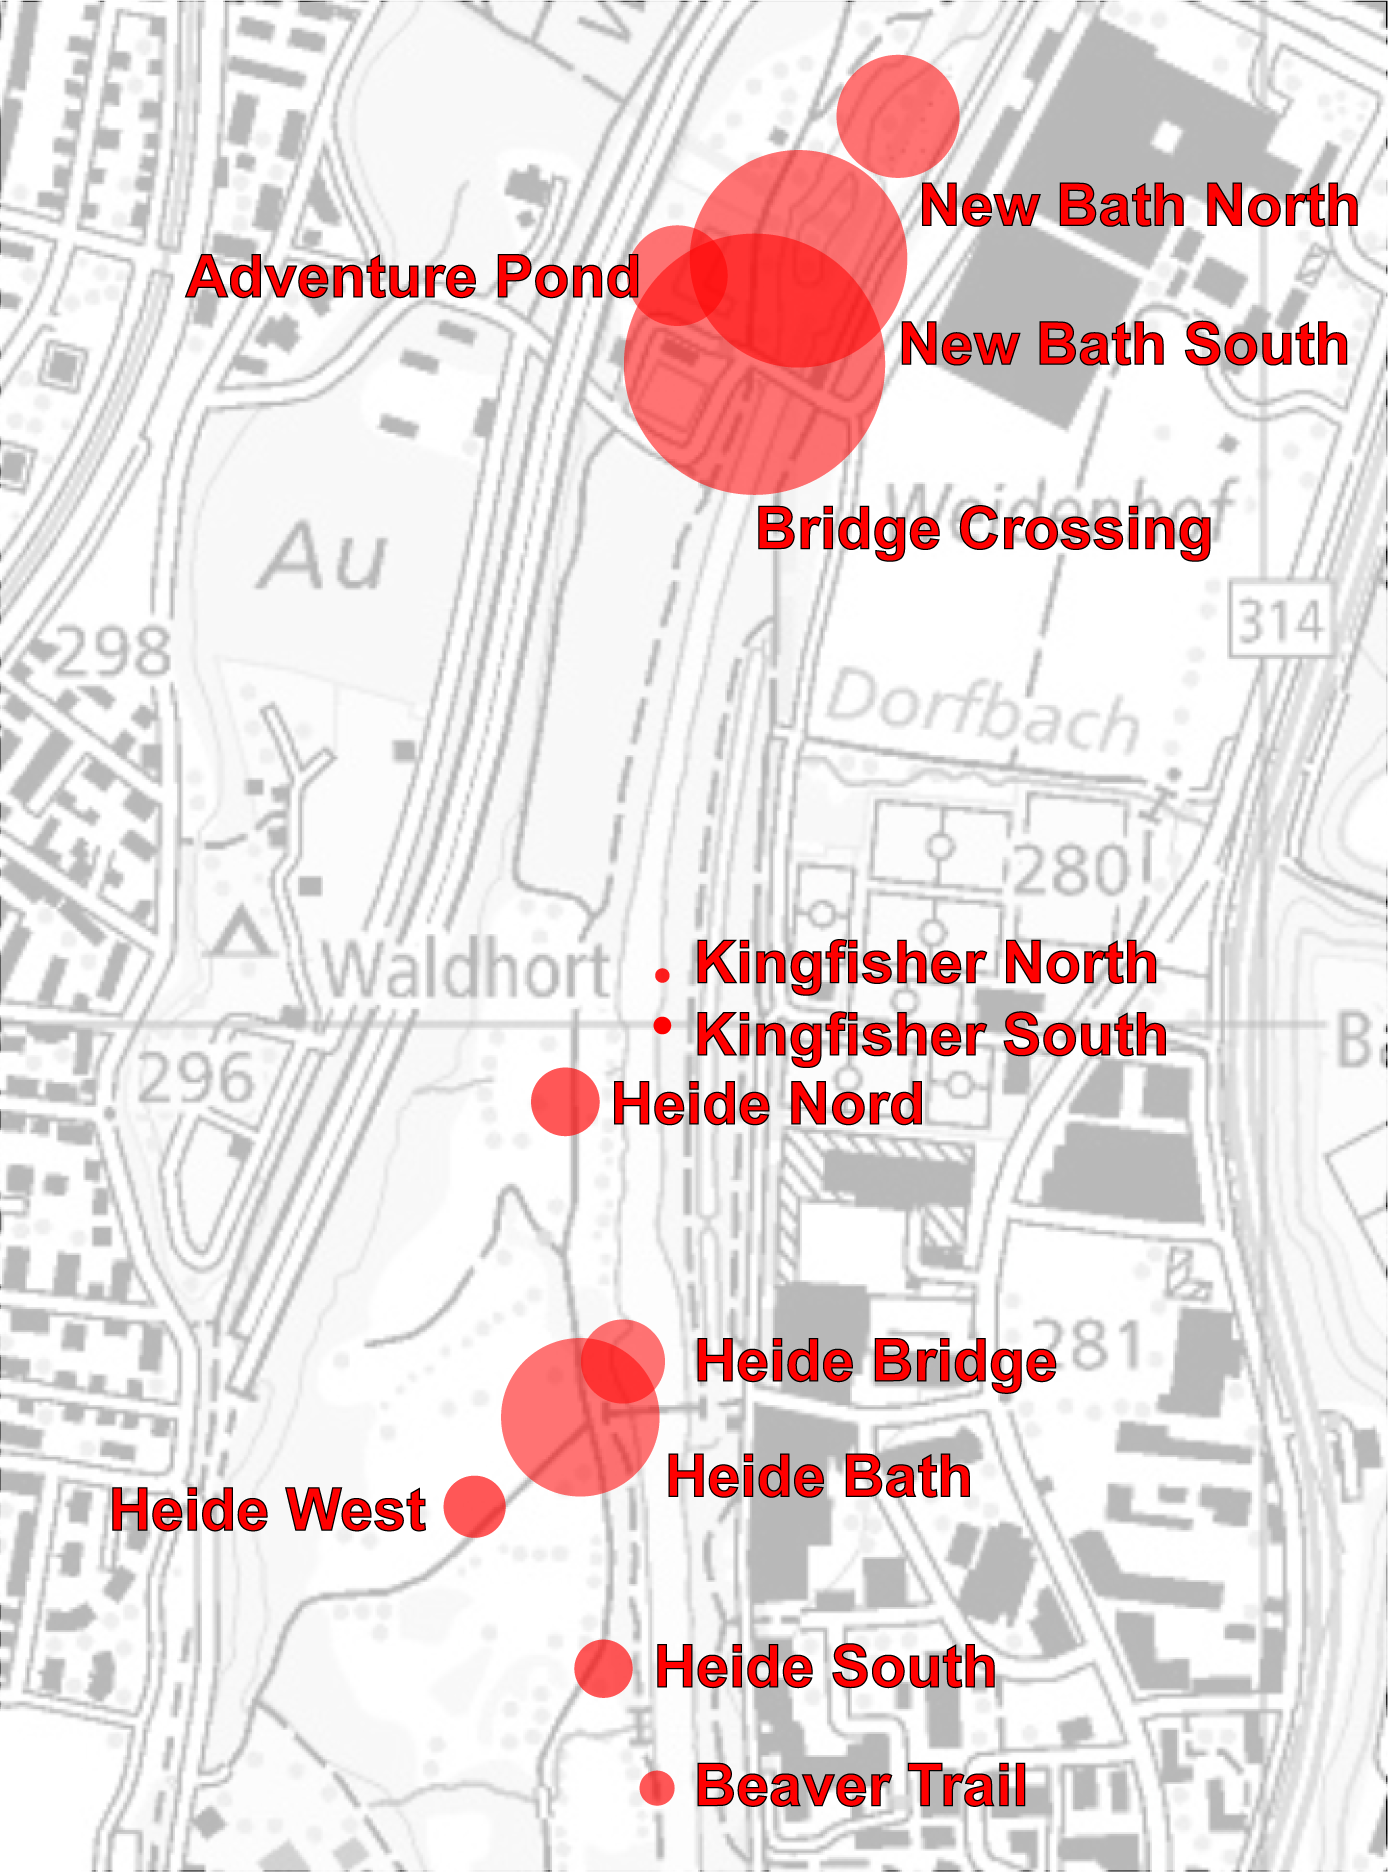 New Bath North
Adventure Pond
New Bath South
Weidenhof
Bridge Crossing
Au
314
298
Dorfbach
280
Kingfisher North
Waldhort
Kingfisher South
Ba
296
Heide Nord
281
Heide Bridge
Heide Bath
Heide West
Heide South
Beaver Trail